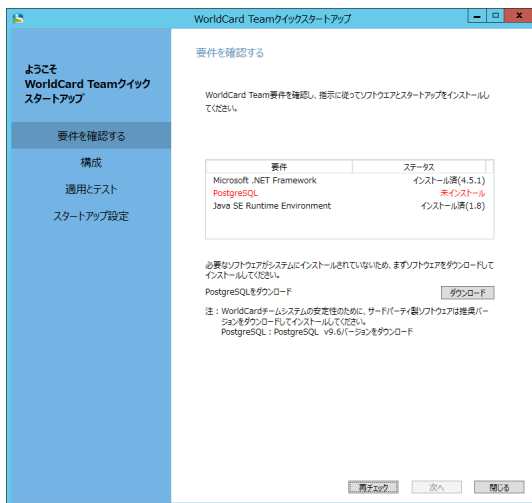 WorldCard Teamクイックスタートアップ
ようこそ
WorldCard Teamクイック
スタートアップ
要件を確認する
構成
適用とテスト
スタートアップ設定
要件を確認する
WorldCard Team要件を確認し、指示に従ってソフトウエアとスタートアップをインストールし
てください。
要件 ステータス
Microsoft .NET Framework インストール済(4.5.1)
PostgreSQL 未インストール
Java SE Runtime Environment インストール済(1.8)
必要なソフトウェアがシステムにインストールされていないため、まずソフトウェアをダウンロードして
インストールしてください。
PostgreSQLをダウンロード ダウンロード
注：WorldCardチームシステムの安定性のために、サードパーティ製ソフトウェアは推奨バー
ジョンをダウンロードしてインストールしてください。
PostgreSQL：PostgreSQL v9.6バージョンをダウンロード
再チェック 次へ 閉じる